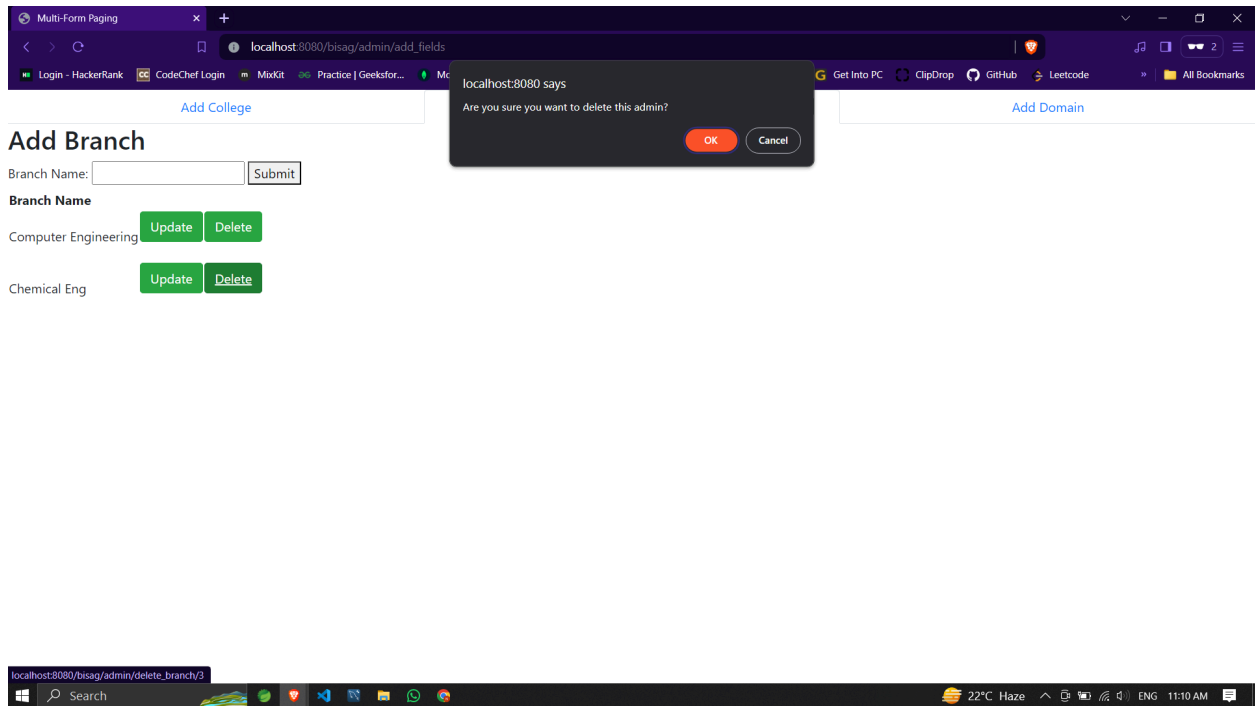 Multi-Form Paging
localhost:8080/bisag/admin/add_fields
2
Login - HackerRank CodeChef Login MixKit Practice | Geeksfor... Get Into PC ClipDrop GitHub Leetcode » All Bookmarks
localhost:8080 says
Are you sure you want to delete this admin?
OK Cancel
Add College Add Domain
Add Branch
Branch Name: Submit
Branch Name
Computer Engineering Update Delete
Chemical Eng Update Delete
localhost:8080/bisag/admin/delete_branch/3
Search 22°C Haze ENG 11:10 AM